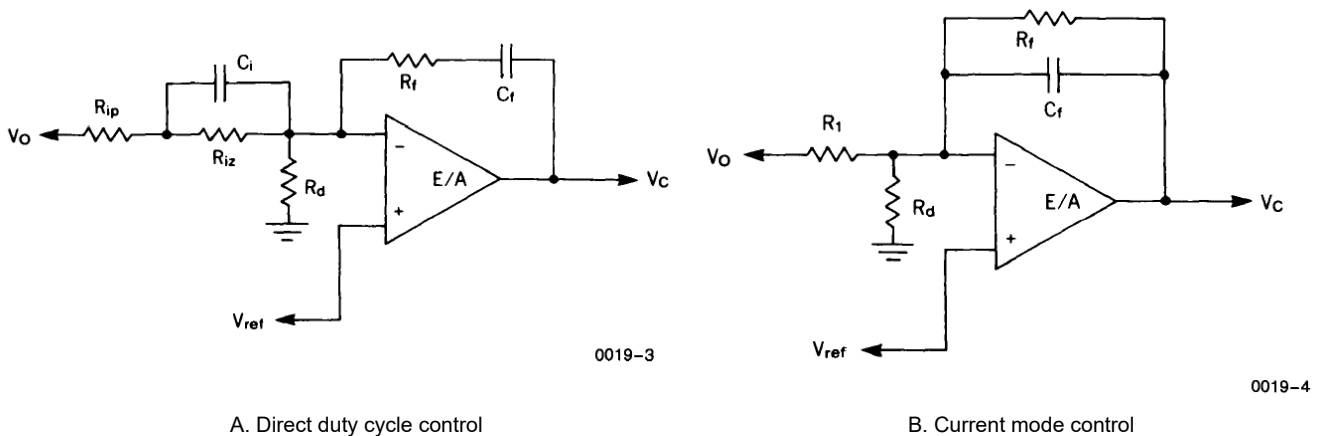 Ci
Rf
Cf
Rip
VO
Riz
Rd
−
E/A
+
VC
Vref
0019-3
A. Direct duty cycle control
Rf
Cf
R1
VO
−
Rd
E/A
+
VC
Vref
0019-4
B. Current mode control